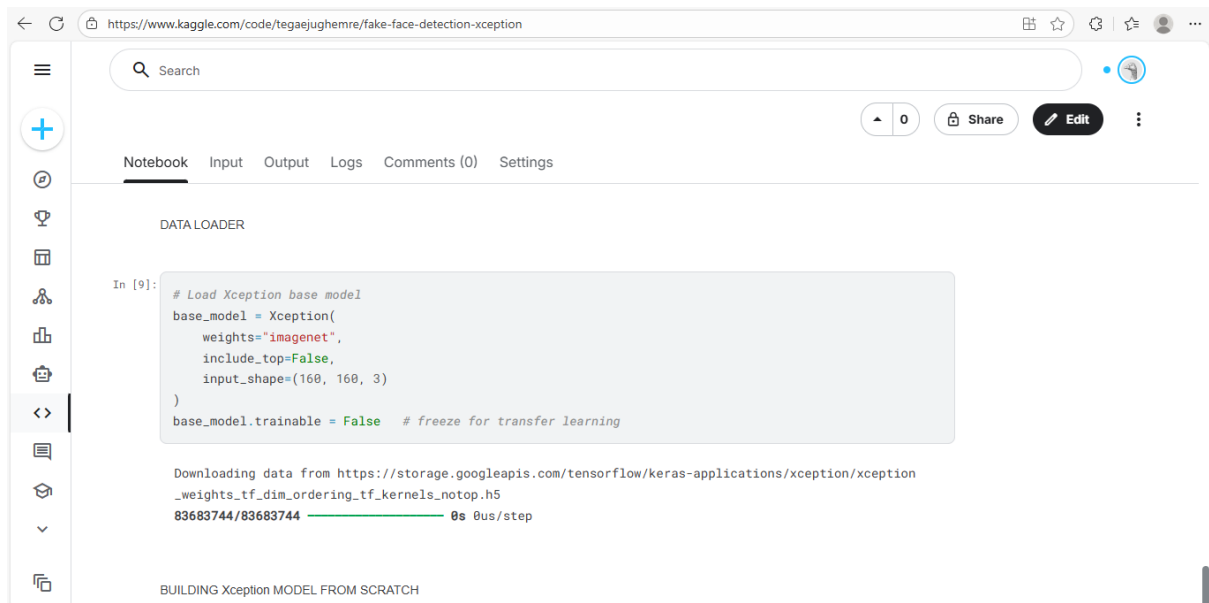 https://www.kaggle.com/code/tegaejughemre/fake-face-detection-xception
Search
0
Share
Edit
Notebook Input Output Logs Comments (0) Settings
DATA LOADER
In [9]:
# Load Xception base model
base_model = Xception(
    weights="imagenet",
    include_top=False,
    input_shape=(160, 160, 3)
)
base_model.trainable = False   # freeze for transfer learning
Downloading data from https://storage.googleapis.com/tensorflow/keras-applications/xception/xception
_weights_tf_dim_ordering_tf_kernels_notop.h5
83683744/83683744 ━━━━━━━━━━━━━━━━━━━━ 0s 0us/step
BUILDING Xception MODEL FROM SCRATCH